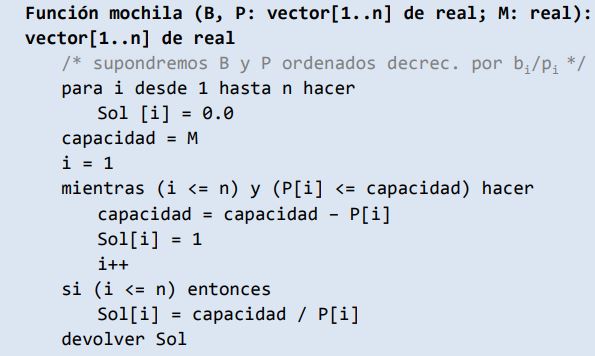 Función mochila (B, P: vector[1..n] de real; M: real):
vector[1..n] de real
/* supondremos B y P ordenados decrec. por bi/pi */
para i desde 1 hasta n hacer
Sol [i] = 0.0
capacidad = M
i = 1
mientras (i <= n) y (P[i] <= capacidad) hacer
capacidad = capacidad – P[i]
Sol[i] = 1
i++
si (i <= n) entonces
Sol[i] = capacidad / P[i]
devolver Sol